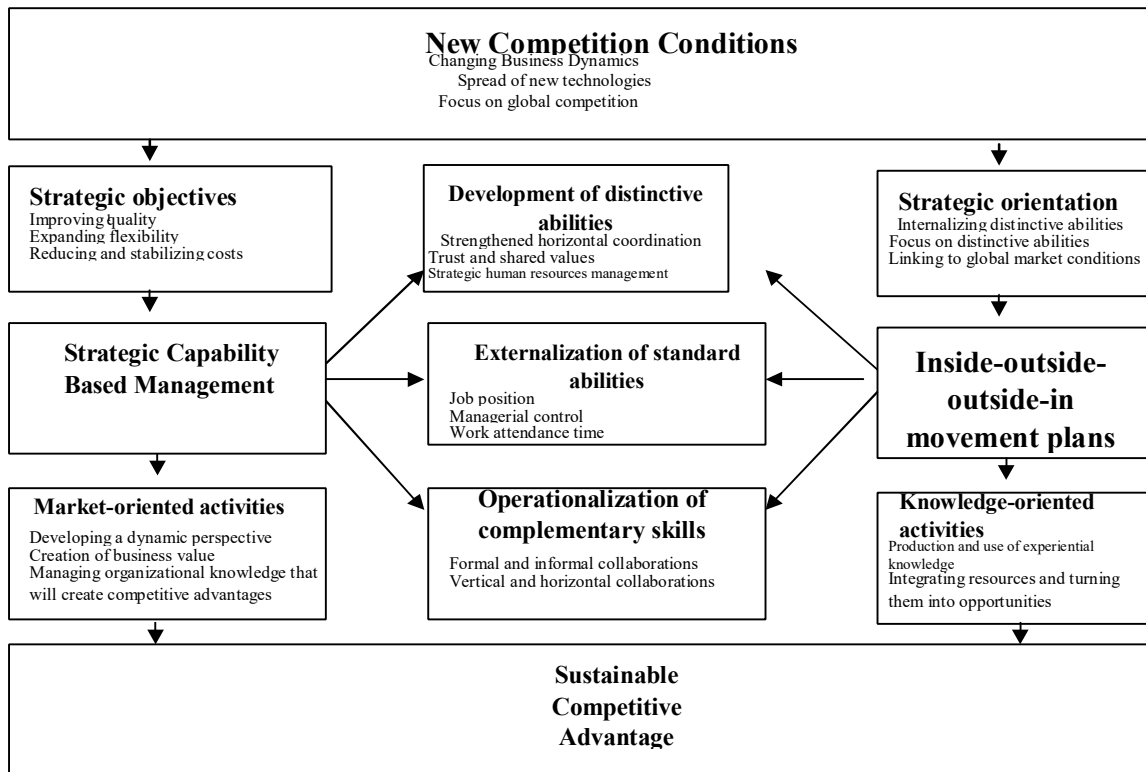 New Competition Conditions
Changing Business Dynamics
Spread of new technologies
Focus on global competition
Strategic objectives
Improving quality
Expanding flexibility
Reducing and stabilizing costs
Development of distinctive
abilities
Strengthened horizontal coordination
Trust and shared values
Strategic human resources management
Strategic orientation
Internalizing distinctive abilities
Focus on distinctive abilities
Linking to global market conditions
Strategic Capability
Based Management
Externalization of standard
abilities
Job position
Managerial control
Work attendance time
Inside-outside-
outside-in
movement plans
Market-oriented activities
Developing a dynamic perspective
Creation of business value
Managing organizational knowledge that
will create competitive advantages
Operationalization of
complementary skills
Formal and informal collaborations
Vertical and horizontal collaborations
Knowledge-oriented
activities
Production and use of experiential
knowledge
Integrating resources and turning
them into opportunities
Sustainable
Competitive
Advantage